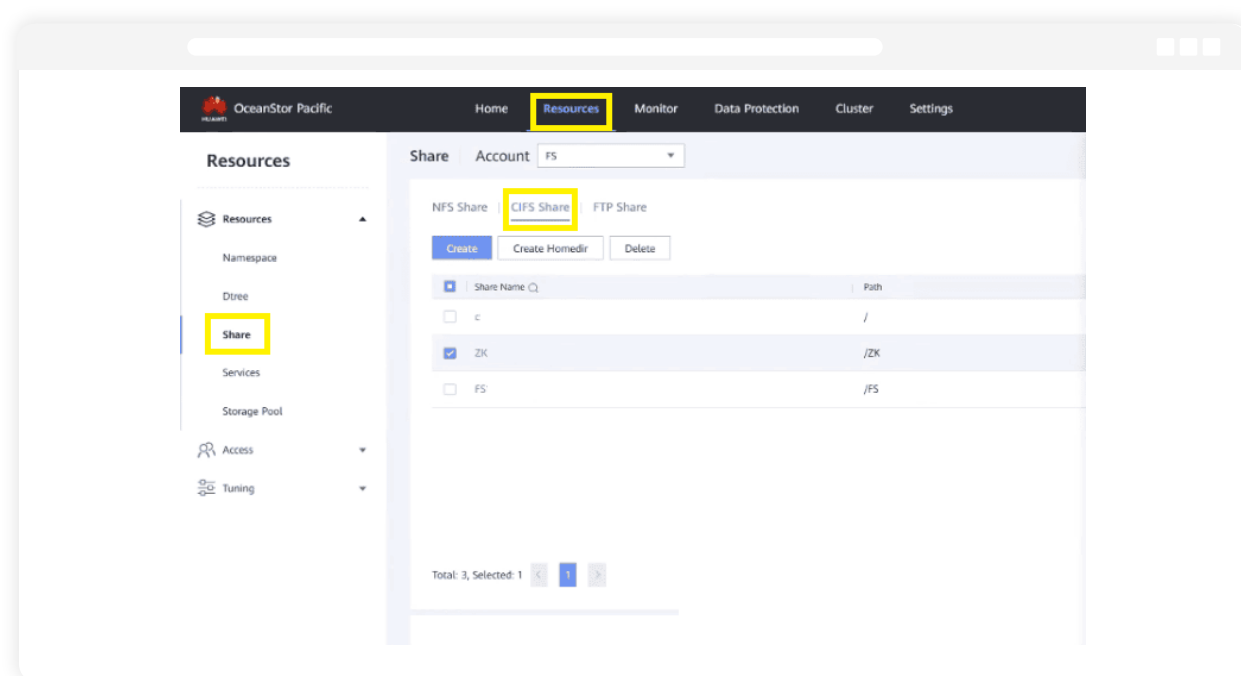 HUAWEI OceanStor Pacific Home Resources Monitor Data Protection Cluster Settings
Resources
Share Account FS
Resources
Namespace
Dtree
Share
Services
Storage Pool
Access
Tuning
NFS Share CIFS Share FTP Share
Create Create Homedir Delete
Share Name Path
c /
ZK /ZK
FS /FS
Total: 3, Selected: 1 < 1 >